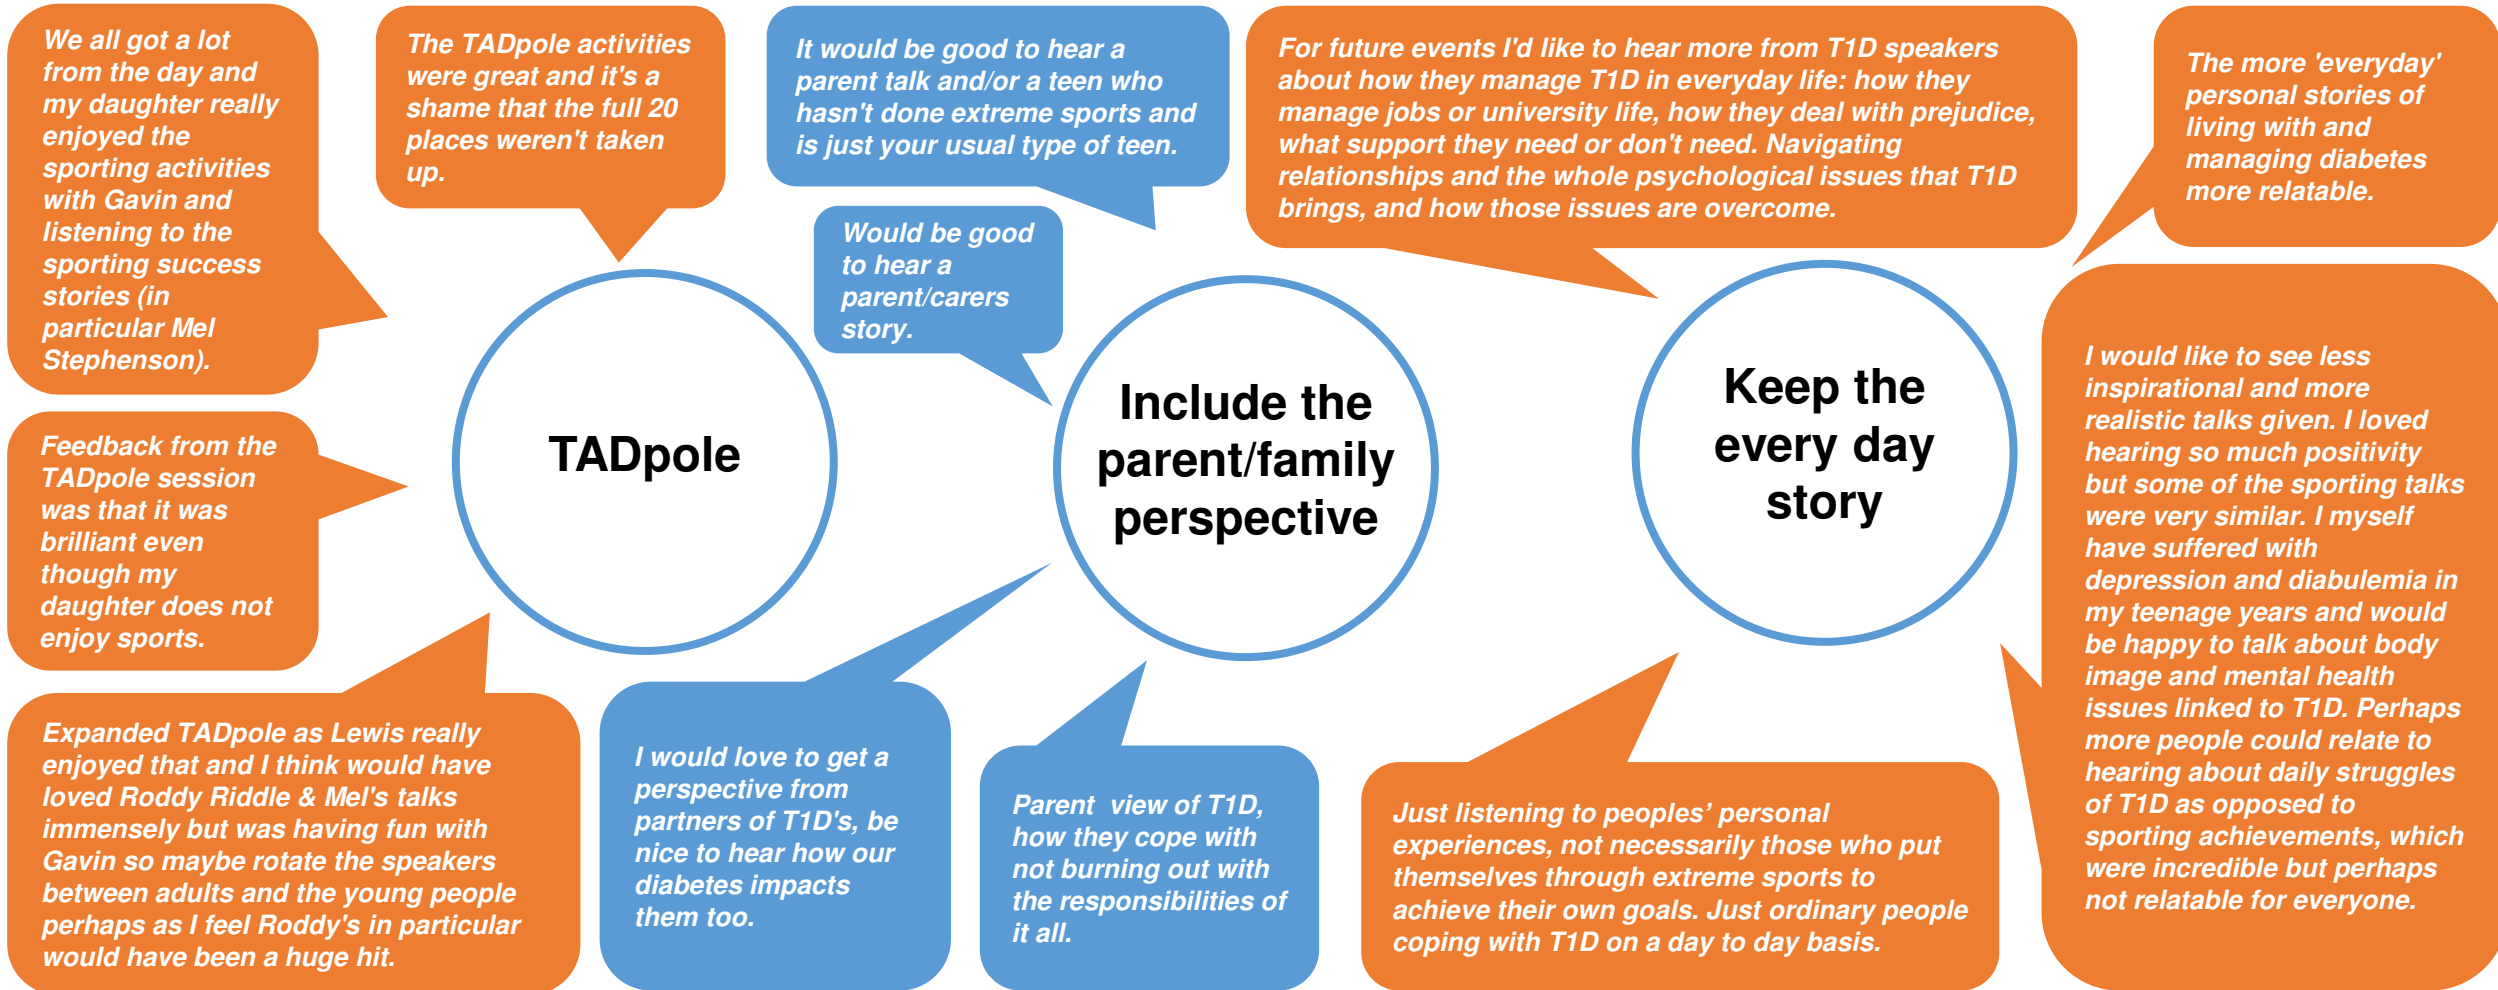 We all got a lot
from the day and
my daughter really
enjoyed the
sporting activities
with Gavin and
listening to the
sporting success
stories (in
particular Mel
Stephenson).
The TADpole activities
were great and it's a
shame that the full 20
places weren't taken
up.
It would be good to hear a
parent talk and/or a teen who
hasn't done extreme sports and
is just your usual type of teen.
For future events I'd like to hear more from T1D speakers
about how they manage T1D in everyday life: how they
manage jobs or university life, how they deal with prejudice,
what support they need or don't need. Navigating
relationships and the whole psychological issues that T1D
brings, and how those issues are overcome.
The more 'everyday'
personal stories of
living with and
managing diabetes
more relatable.
Would be good
to hear a
parent/carers
story.
TADpole
Include the
parent/family
perspective
Keep the
every day
story
I would like to see less
inspirational and more
realistic talks given. I loved
hearing so much positivity
but some of the sporting talks
were very similar. I myself
have suffered with
depression and diabulemia in
my teenage years and would
be happy to talk about body
image and mental health
issues linked to T1D. Perhaps
more people could relate to
hearing about daily struggles
of T1D as opposed to
sporting achievements, which
were incredible but perhaps
not relatable for everyone.
Feedback from the
TADpole session
was that it was
brilliant even
though my
daughter does not
enjoy sports.
Expanded TADpole as Lewis really
enjoyed that and I think would have
loved Roddy Riddle & Mel's talks
immensely but was having fun with
Gavin so maybe rotate the speakers
between adults and the young people
perhaps as I feel Roddy's in particular
would have been a huge hit.
I would love to get a
perspective from
partners of T1D's, be
nice to hear how our
diabetes impacts
them too.
Parent  view of T1D,
how they cope with
not burning out with
the responsibilities of
it all.
Just listening to peoples’ personal
experiences, not necessarily those who put
themselves through extreme sports to
achieve their own goals. Just ordinary people
coping with T1D on a day to day basis.